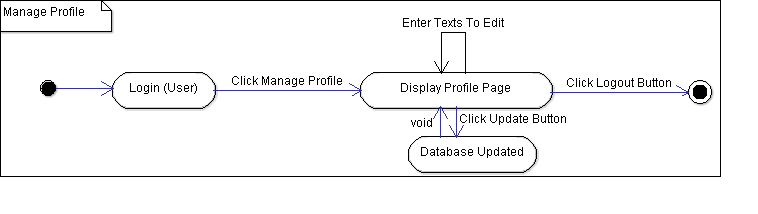 Manage Profile
Enter Texts To Edit
Login (User)
Click Manage Profile
Display Profile Page
Click Logout Button
void
Click Update Button
Database Updated